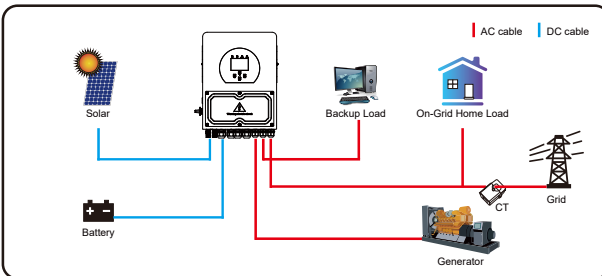 AC cable
DC cable
Solar
Backup Load
On-Grid Home Load
CT
Grid
Battery
Generator